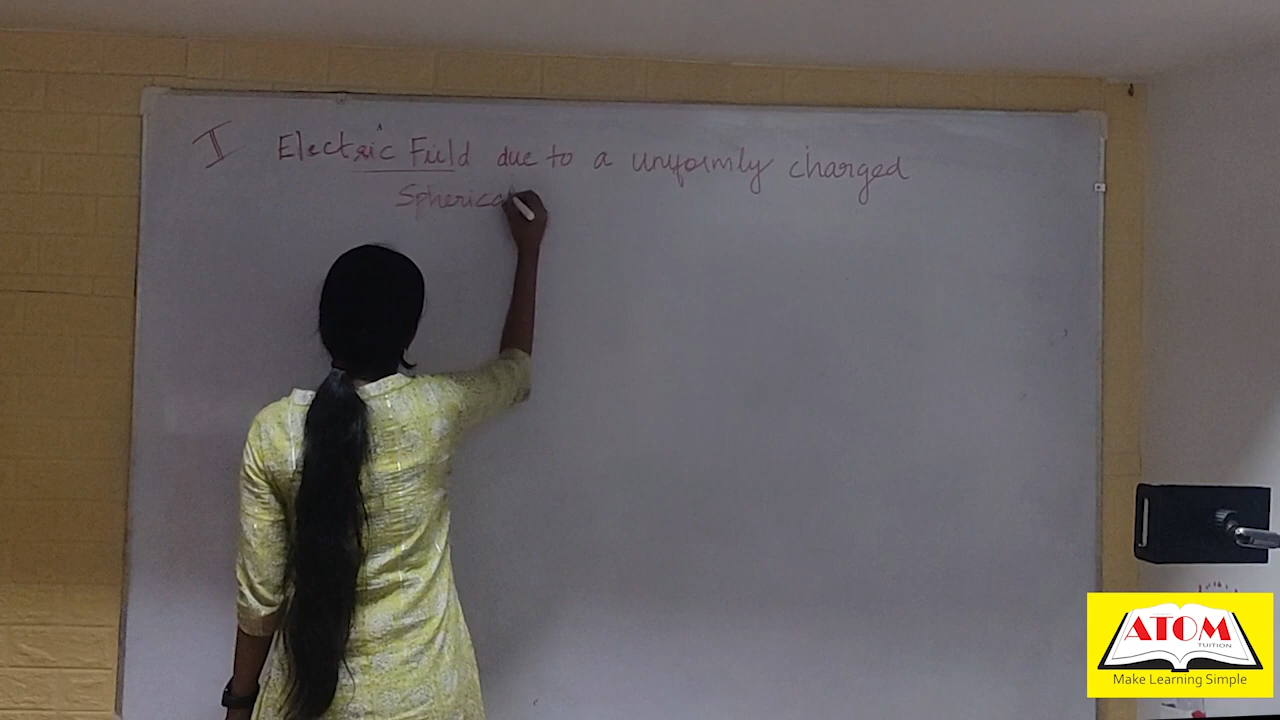 I Electric Field due to a uniformly charged
Spherical
ATOM
TUITION
Make Learning Simple